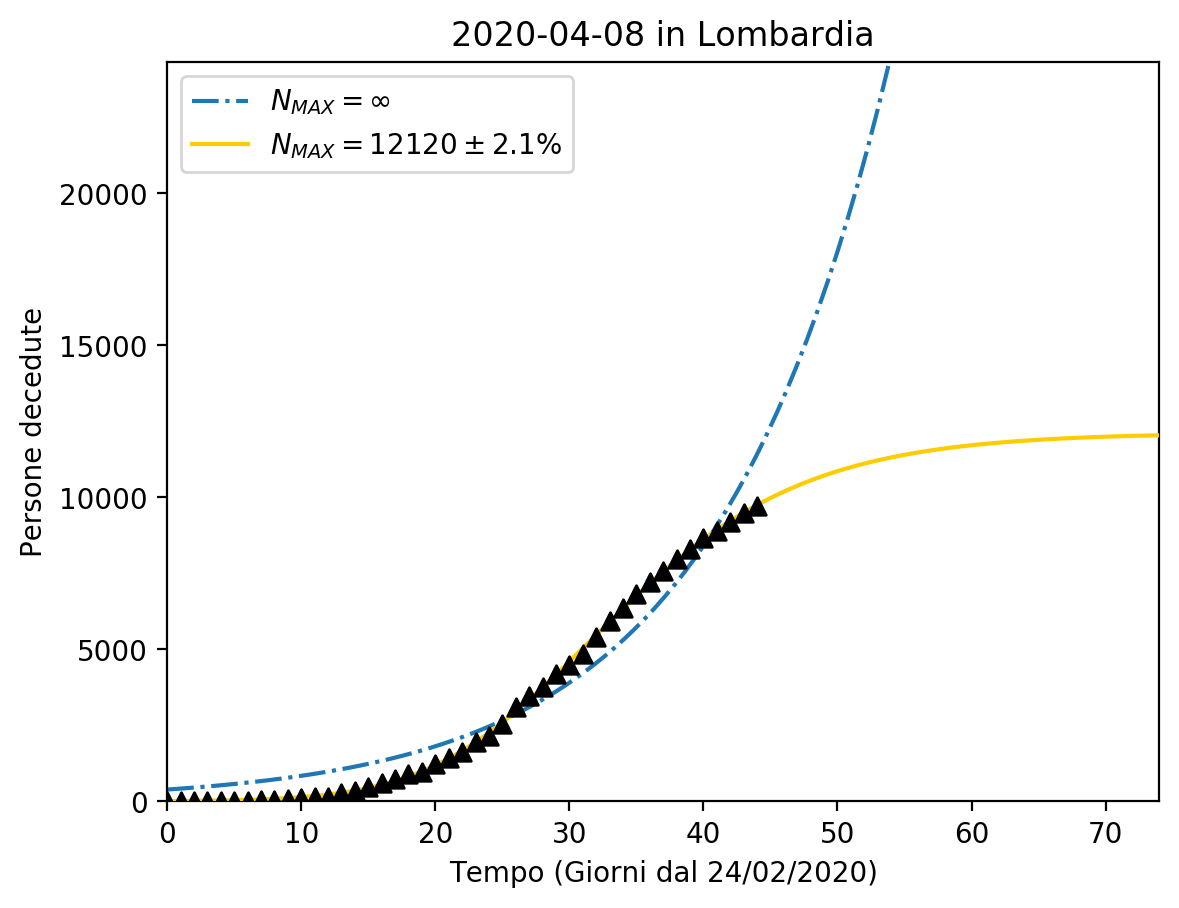 2020-04-08 in Lombardia
N_MAX = ∞
N_MAX = 12120 ± 2.1%
Persone decedute
20000
15000
10000
5000
0
0 10 20 30 40 50 60 70
Tempo (Giorni dal 24/02/2020)